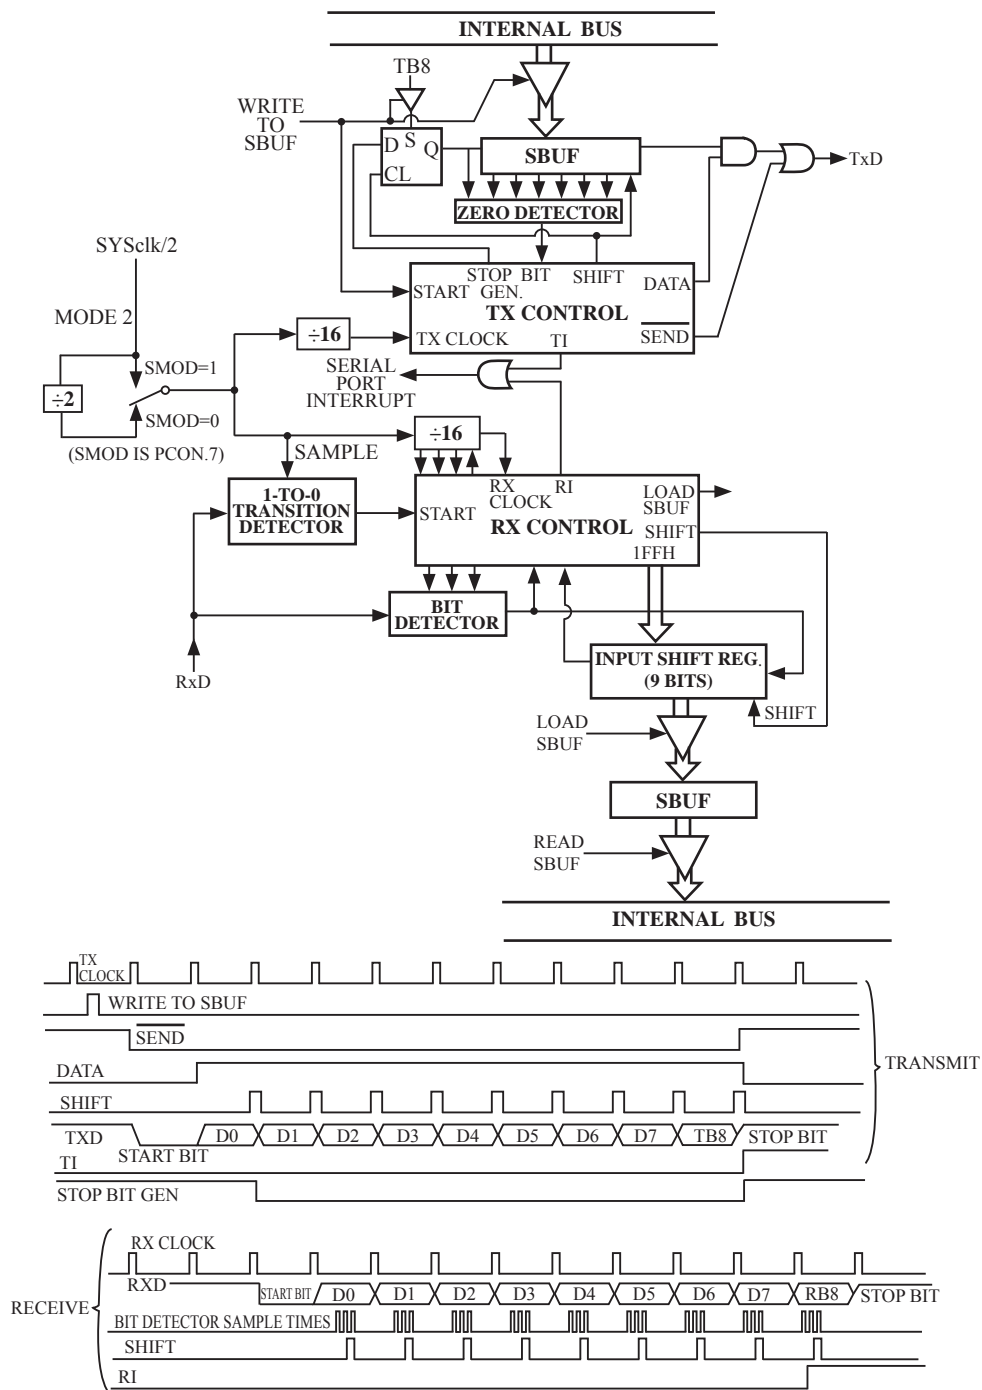 INTERNAL BUS
TB8
WRITE
TO
SBUF
D S Q
CL
SBUF
TxD
ZERO DETECTOR
SYSclk/2
STOP BIT
GEN.
SHIFT
DATA
START
TX CONTROL
MODE 2
÷16
TX CLOCK
TI
SEND
SMOD=1
SERIAL
PORT
INTERRUPT
÷2
SMOD=0
(SMOD IS PCON.7)
÷16
SAMPLE
1-TO-0
TRANSITION
DETECTOR
RX
CLOCK
RI
LOAD
SBUF
START
RX CONTROL
SHIFT
1FFH
BIT
DETECTOR
RxD
INPUT SHIFT REG.
(9 BITS)
SHIFT
LOAD
SBUF
SBUF
READ
SBUF
INTERNAL BUS
TX
CLOCK
WRITE TO SBUF
SEND
DATA
TRANSMIT
SHIFT
TXD
D0 D1 D2 D3 D4 D5 D6 D7 TB8 STOP BIT
START BIT
TI
STOP BIT GEN
RX CLOCK
RXD
START BIT D0 D1 D2 D3 D4 D5 D6 D7 RB8 STOP BIT
RECEIVE
BIT DETECTOR SAMPLE TIMES
SHIFT
RI